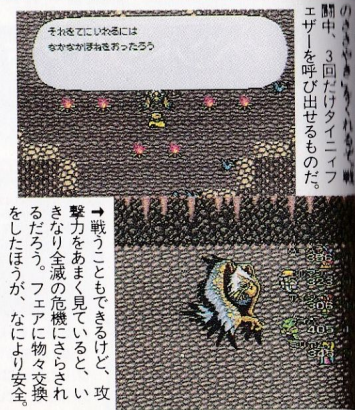 それをてにいれるには
なかなかほねをおったろう
闘中、3回だけタイニィフ
ェザーを呼び出せるものだ。
➡戦うこともできるけど、攻
撃力をあまく見ていると、い
きなり全滅の危機にさらされ
るだろう。フェアに物々交換
をしたほうが、なにより安全。